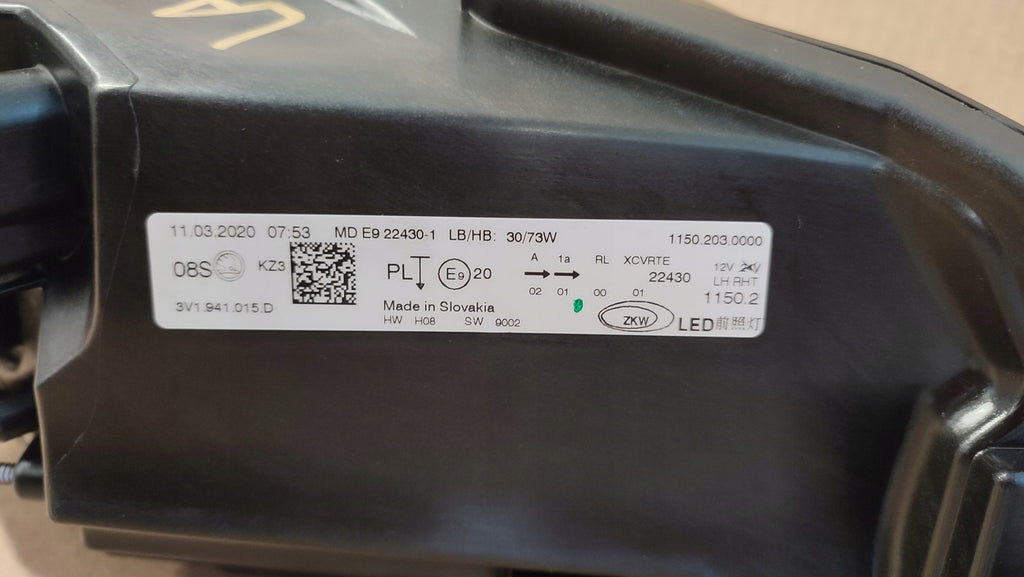 LA
11.03.2020 07:53 MD E9 22430-1 LB/HB: 30/73W 1150.203.0000
08S KZ3 PL E9 20 A 1a RL XCVRTE 12V 24V
22430 LH RHT
02 01 00 01 1150.2
3V1.941.015.D Made in Slovakia ZKW LED前照灯
HW H08 SW 9002